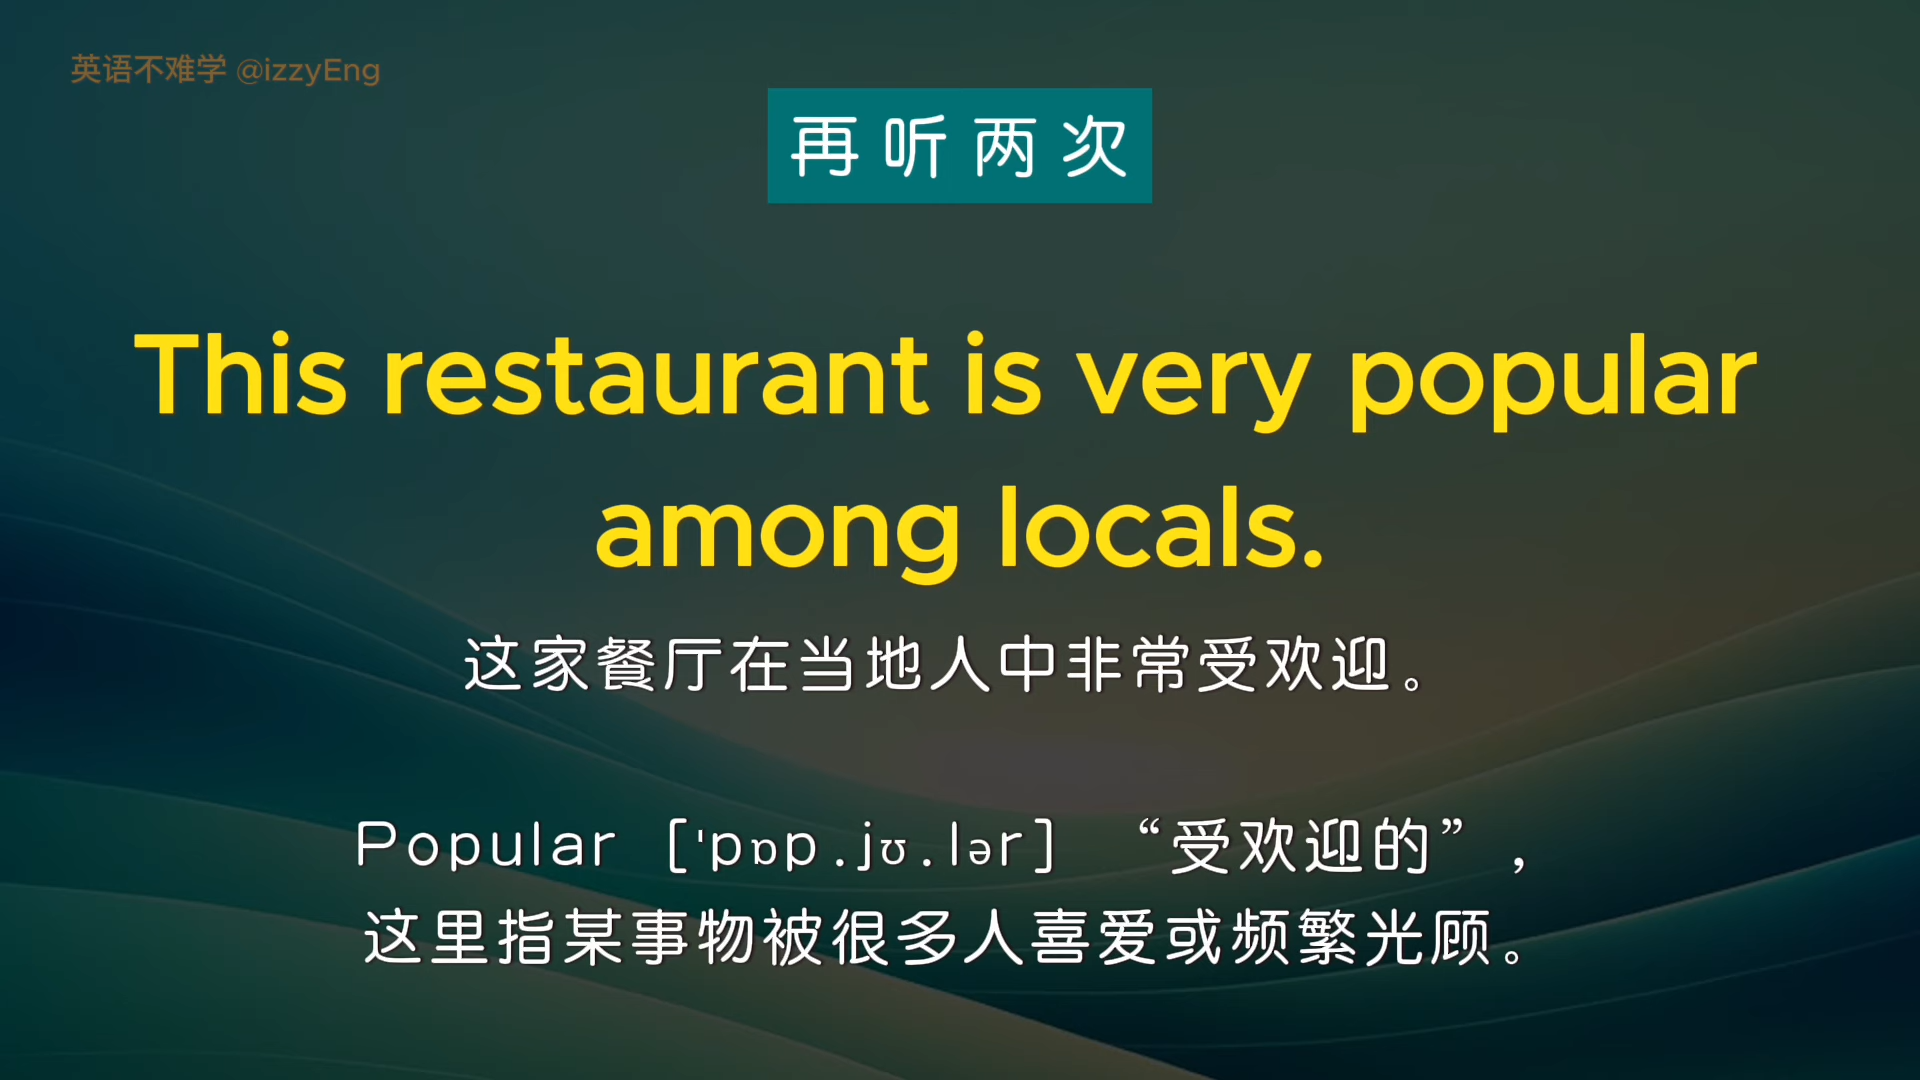 英语不难学 @izzyEng
再听两次
This restaurant is very popular
among locals.
这家餐厅在当地人中非常受欢迎。
Popular [ˈpɒp.jʊ.lər] “受欢迎的”，
这里指某事物被很多人喜爱或频繁光顾。